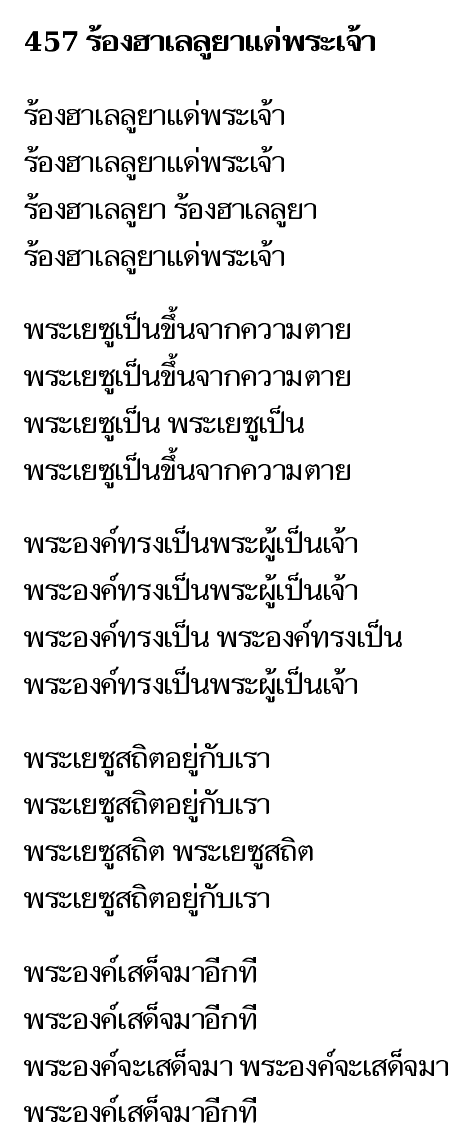 457 ร้องฮาเลลูยาแด่พระเจ้า
ร้องฮาเลลูยาแด่พระเจ้า
ร้องฮาเลลูยาแด่พระเจ้า
ร้องฮาเลลูยา ร้องฮาเลลูยา
ร้องฮาเลลูยาแด่พระเจ้า
พระเยซูเป็นขึ้นจากความตาย
พระเยซูเป็นขึ้นจากความตาย
พระเยซูเป็น พระเยซูเป็น
พระเยซูเป็นขึ้นจากความตาย
พระองค์ทรงเป็นพระผู้เป็นเจ้า
พระองค์ทรงเป็นพระผู้เป็นเจ้า
พระองค์ทรงเป็น พระองค์ทรงเป็น
พระองค์ทรงเป็นพระผู้เป็นเจ้า
พระเยซูสถิตอยู่กับเรา
พระเยซูสถิตอยู่กับเรา
พระเยซูสถิต พระเยซูสถิต
พระเยซูสถิตอยู่กับเรา
พระองค์เสด็จมาอีกที
พระองค์เสด็จมาอีกที
พระองค์จะเสด็จมา พระองค์จะเสด็จมา
พระองค์เสด็จมาอีกที